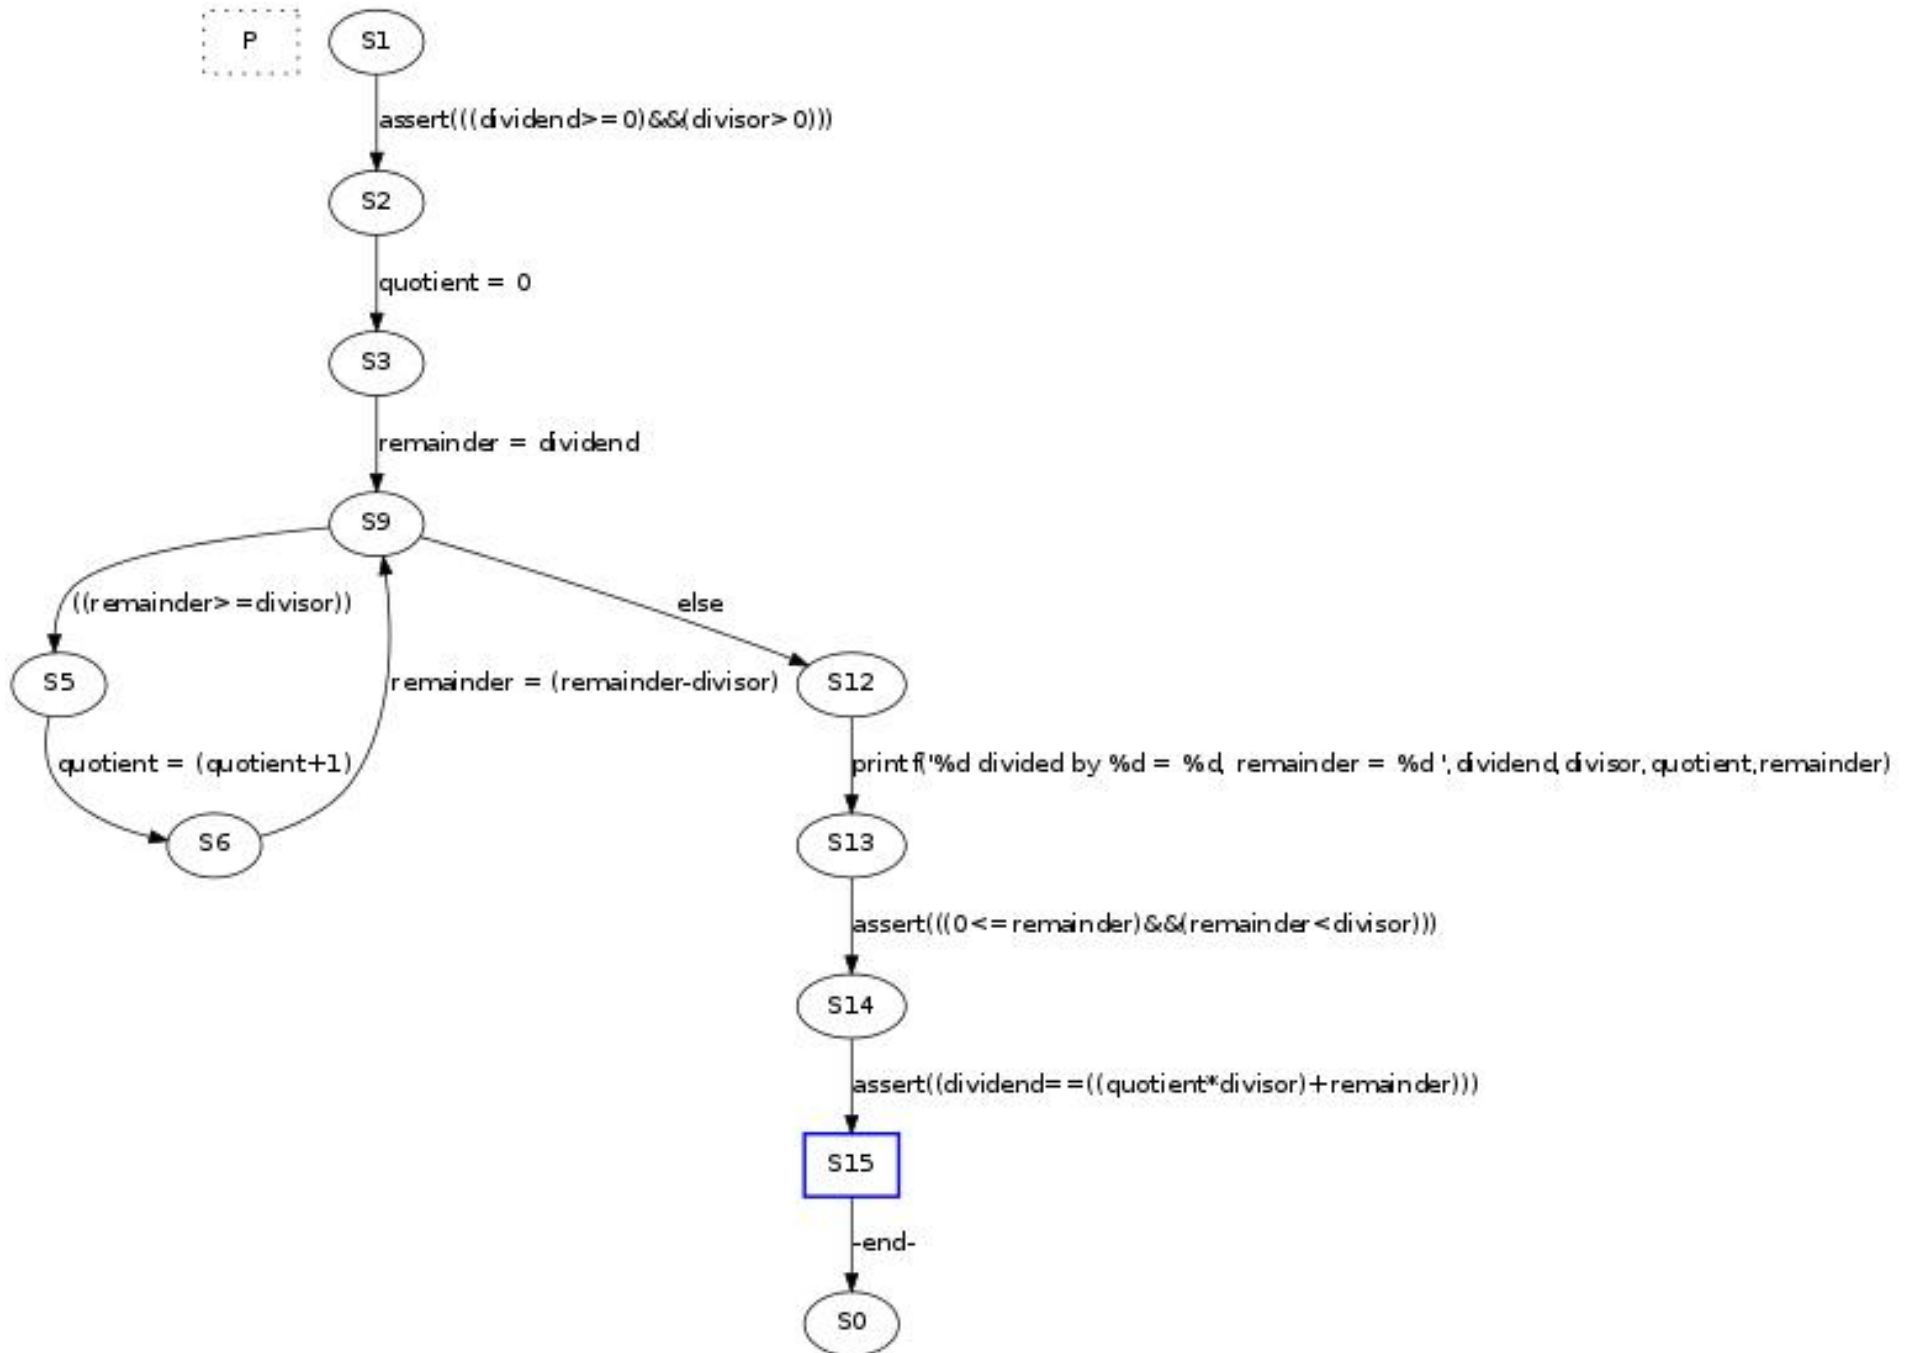 P
S1
assert(((dividend>=0)&&(divisor>0)))
S2
quotient = 0
S3
remainder = dividend
S9
((remainder>=divisor))
else
S5
remainder = (remainder-divisor)
S12
quotient = (quotient+1)
printf('%d divided by %d = %d, remainder = %d ',dividend,divisor,quotient,remainder)
S6
S13
assert(((0<=remainder)&&(remainder<divisor)))
S14
assert((dividend==((quotient*divisor)+remainder)))
S15
-end-
S0